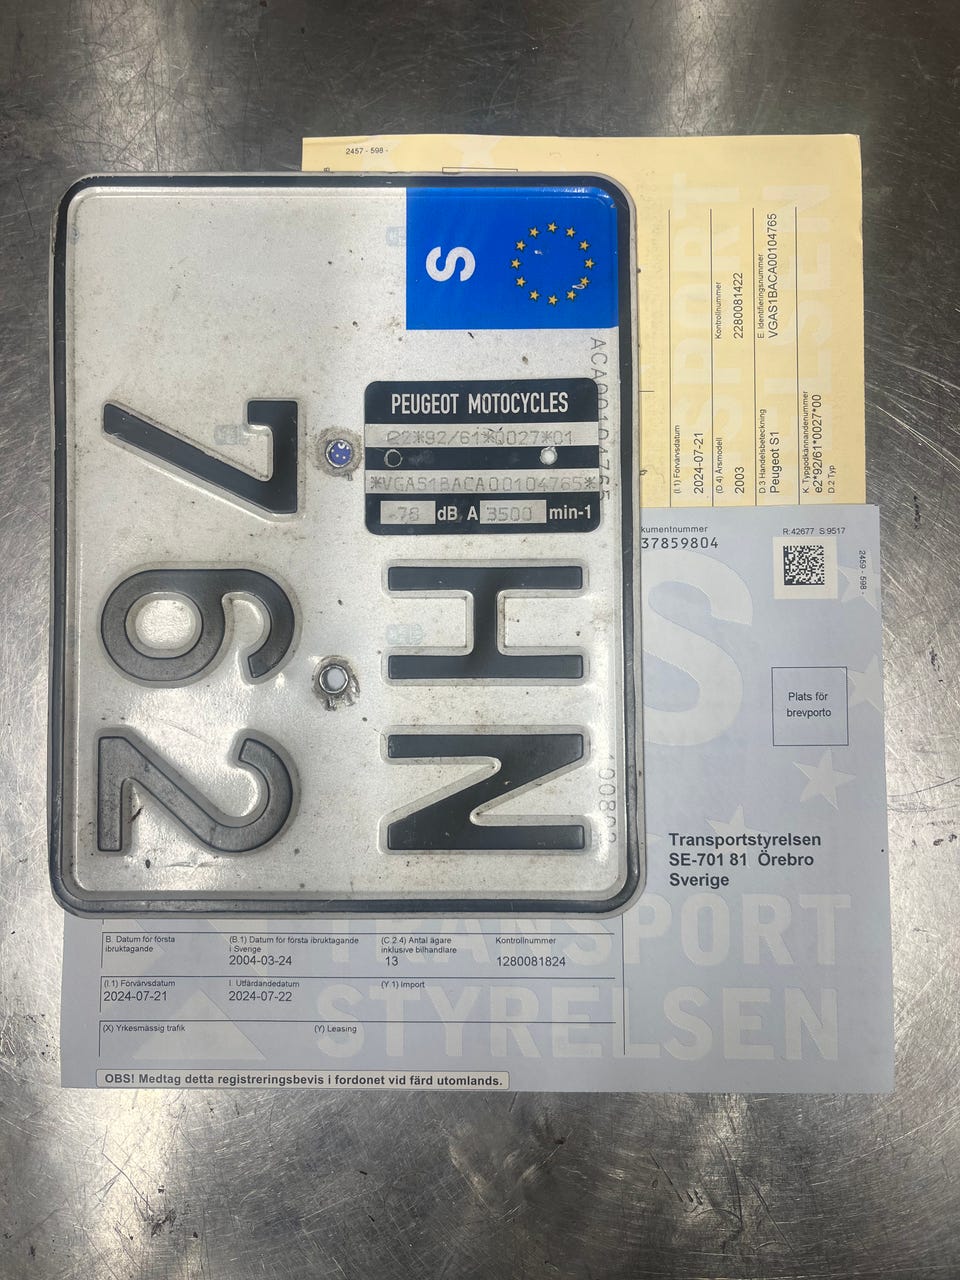 2457 - 598 -
S
HN
762
ACA00104765
100802
PEUGEOT MOTOCYCLES
e2*92/61*0027*01
*VGAS1BACA00104765*
78 dB A 3500 min-1
(I.1) Förvärvsdatum
2024-07-21
(D.4) Årsmodell
2003
Kontrollnummer
2280081422
D.3 Handelsbeteckning
Peugeot S1
E. Identifieringsnummer
VGAS1BACA00104765
K. Typgodkännandenummer
e2*92/61*0027*00
D.2 Typ
kumentnummer
37859804
R:42677 S:9517
2459 - 598 -
Plats för
brevporto
Transportstyrelsen
SE-701 81 Örebro
Sverige
TRANSPORT
STYRELSEN
B. Datum för första
ibruktagande
(B.1) Datum för första ibruktagande
i Sverige
2004-03-24
(C.2.4) Antal ägare
inklusive bilhandlare
13
Kontrollnummer
1280081824
(I.1) Förvärvsdatum
2024-07-21
I. Utfärdandedatum
2024-07-22
(Y 1) Import
(X) Yrkesmässig trafik
(Y) Leasing
OBS! Medtag detta registreringsbevis i fordonet vid färd utomlands.